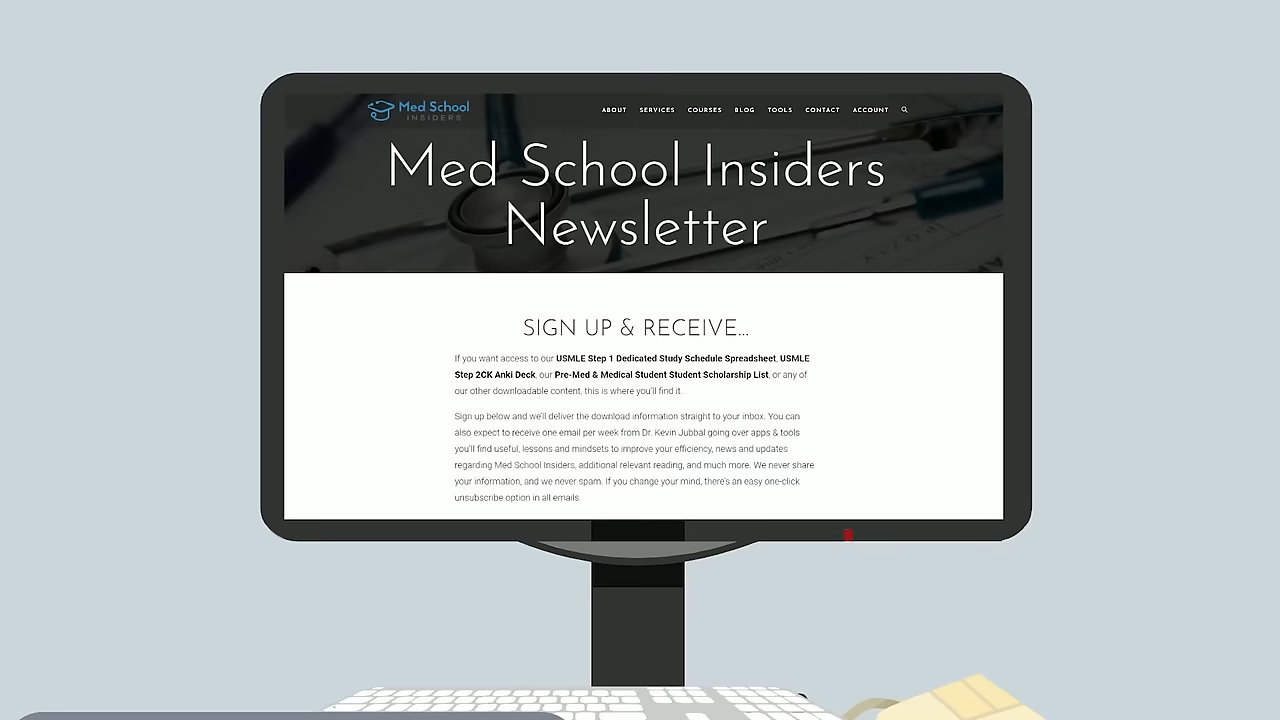 Med School
INSIDERS
ABOUT SERVICES COURSES BLOG TOOLS CONTACT ACCOUNT
Med School Insiders
Newsletter
SIGN UP & RECEIVE...
If you want access to our USMLE Step 1 Dedicated Study Schedule Spreadsheet, USMLE
Step 2CK Anki Deck, our Pre-Med & Medical Student Student Scholarship List, or any of
our other downloadable content, this is where you'll find it.
Sign up below and we'll deliver the download information straight to your inbox. You can
also expect to receive one email per week from Dr. Kevin Jubbal going over apps & tools
you'll find useful, lessons and mindsets to improve your efficiency, news and updates
regarding Med School Insiders, additional relevant reading, and much more. We never share
your information, and we never spam. If you change your mind, there's an easy one-click
unsubscribe option in all emails.